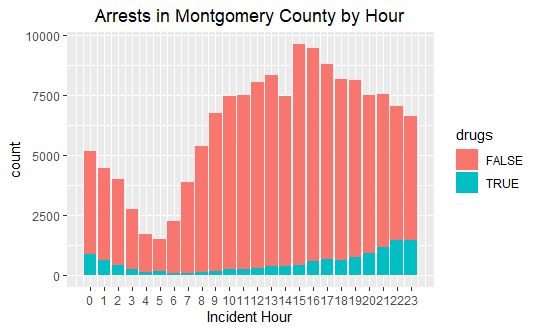 Arrests in Montgomery County by Hour
10000
7500
5000
2500
0
count
0 1 2 3 4 5 6 7 8 9 10 11 12 13 14 15 16 17 18 19 20 21 22 23
Incident Hour
drugs
FALSE
TRUE